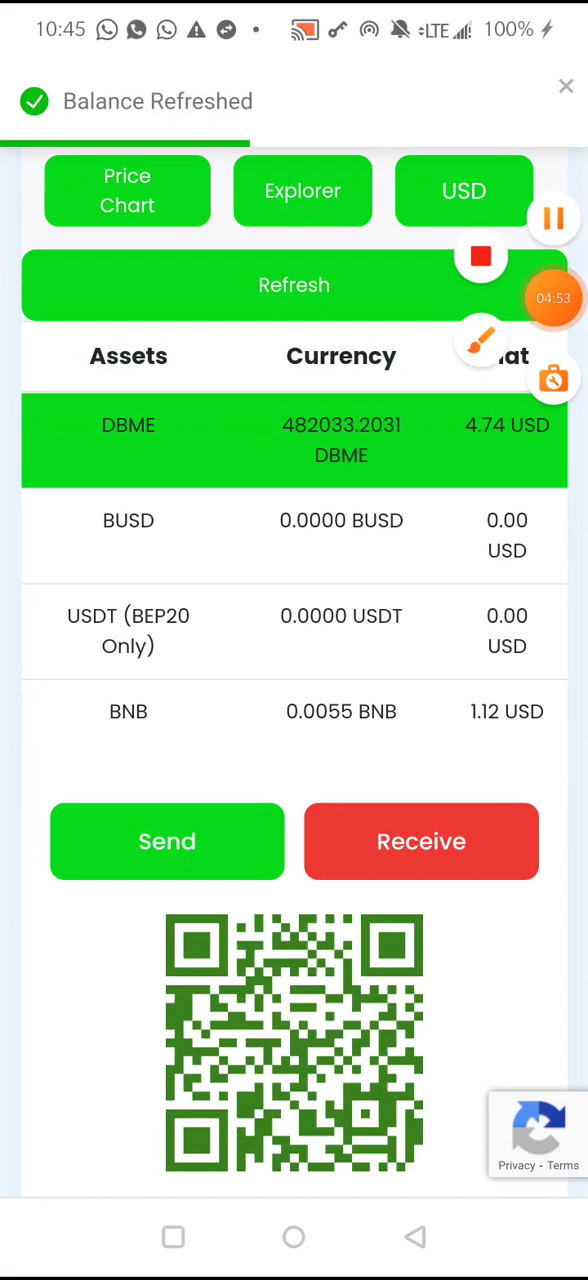 10:45
LTE 100%
Balance Refreshed
Price
Chart
Explorer
USD
Refresh
04:53
Assets Currency
DBME 482033.2031 4.74 USD
DBME
BUSD 0.0000 BUSD 0.00
USD
USDT (BEP20 0.0000 USDT 0.00
Only) USD
BNB 0.0055 BNB 1.12 USD
Send Receive
Privacy - Terms